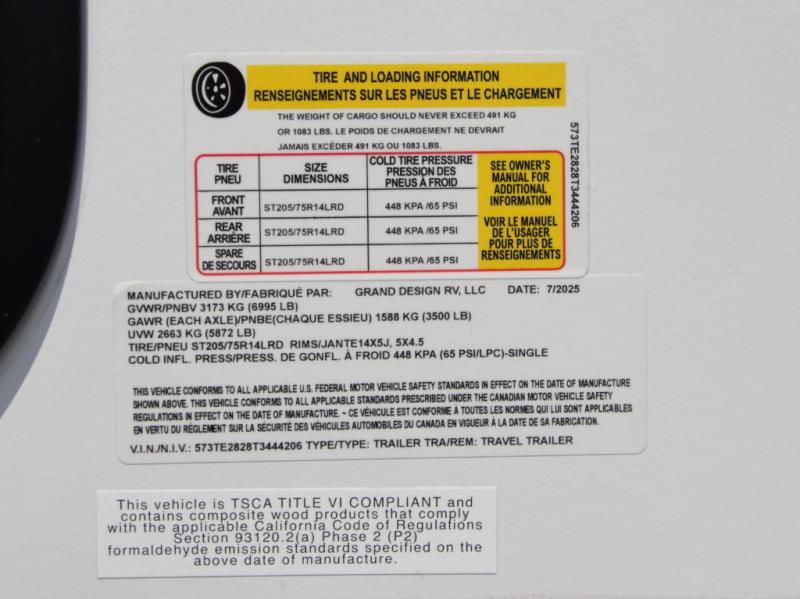 TIRE AND LOADING INFORMATION
RENSEIGNEMENTS SUR LES PNEUS ET LE CHARGEMENT
THE WEIGHT OF CARGO SHOULD NEVER EXCEED 491 KG
OR 1083 LBS. LE POIDS DE CHARGEMENT NE DEVRAIT
JAMAIS EXCÉDER 491 KG OU 1083 LBS.
TIRE
PNEU
SIZE
DIMENSIONS
COLD TIRE PRESSURE
PRESSION DES
PNEUS À FROID
FRONT
AVANT
ST205/75R14LRD
448 KPA /65 PSI
REAR
ARRIÈRE
ST205/75R14LRD
448 KPA /65 PSI
SPARE
DE SECOURS
ST205/75R14LRD
448 KPA /65 PSI
SEE OWNER'S
MANUAL FOR
ADDITIONAL
INFORMATION
VOIR LE MANUEL
DE L'USAGER
POUR PLUS DE
RENSEIGNEMENTS
573TE2828T3444206
MANUFACTURED BY/FABRIQUÉ PAR: GRAND DESIGN RV, LLC DATE: 7/2025
GVWR/PNBV 3173 KG (6995 LB)
GAWR (EACH AXLE)/PNBE(CHAQUE ESSIEU) 1588 KG (3500 LB)
UVW 2663 KG (5872 LB)
TIRE/PNEU ST205/75R14LRD RIMS/JANTE14X5J, 5X4.5
COLD INFL. PRESS/PRESS. DE GONFL. À FROID 448 KPA (65 PSI/LPC)-SINGLE
THIS VEHICLE CONFORMS TO ALL APPLICABLE U.S. FEDERAL MOTOR VEHICLE SAFETY STANDARDS IN EFFECT ON THE DATE OF MANUFACTURE
SHOWN ABOVE. THIS VEHICLE CONFORMS TO ALL APPLICABLE STANDARDS PRESCRIBED UNDER THE CANADIAN MOTOR VEHICLE SAFETY
REGULATIONS IN EFFECT ON THE DATE OF MANUFACTURE. ~ CE VÉHICULE EST CONFORME À TOUTES LES NORMES QUI LUI SONT APPLICABLES
EN VERTU DU RÉGLEMENT SUR LA SÉCURITÉ DES VÉHICULES AUTOMOBILES DU CANADA EN VIGUEUR À LA DATE DE SA FABRICATION.
V.I.N./N.I.V.: 573TE2828T3444206 TYPE/TYPE: TRAILER TRA/REM: TRAVEL TRAILER
This vehicle is TSCA TITLE VI COMPLIANT and
contains composite wood products that comply
with the applicable California Code of Regulations
Section 93120.2(a) Phase 2 (P2)
formaldehyde emission standards specified on the
above date of manufacture.